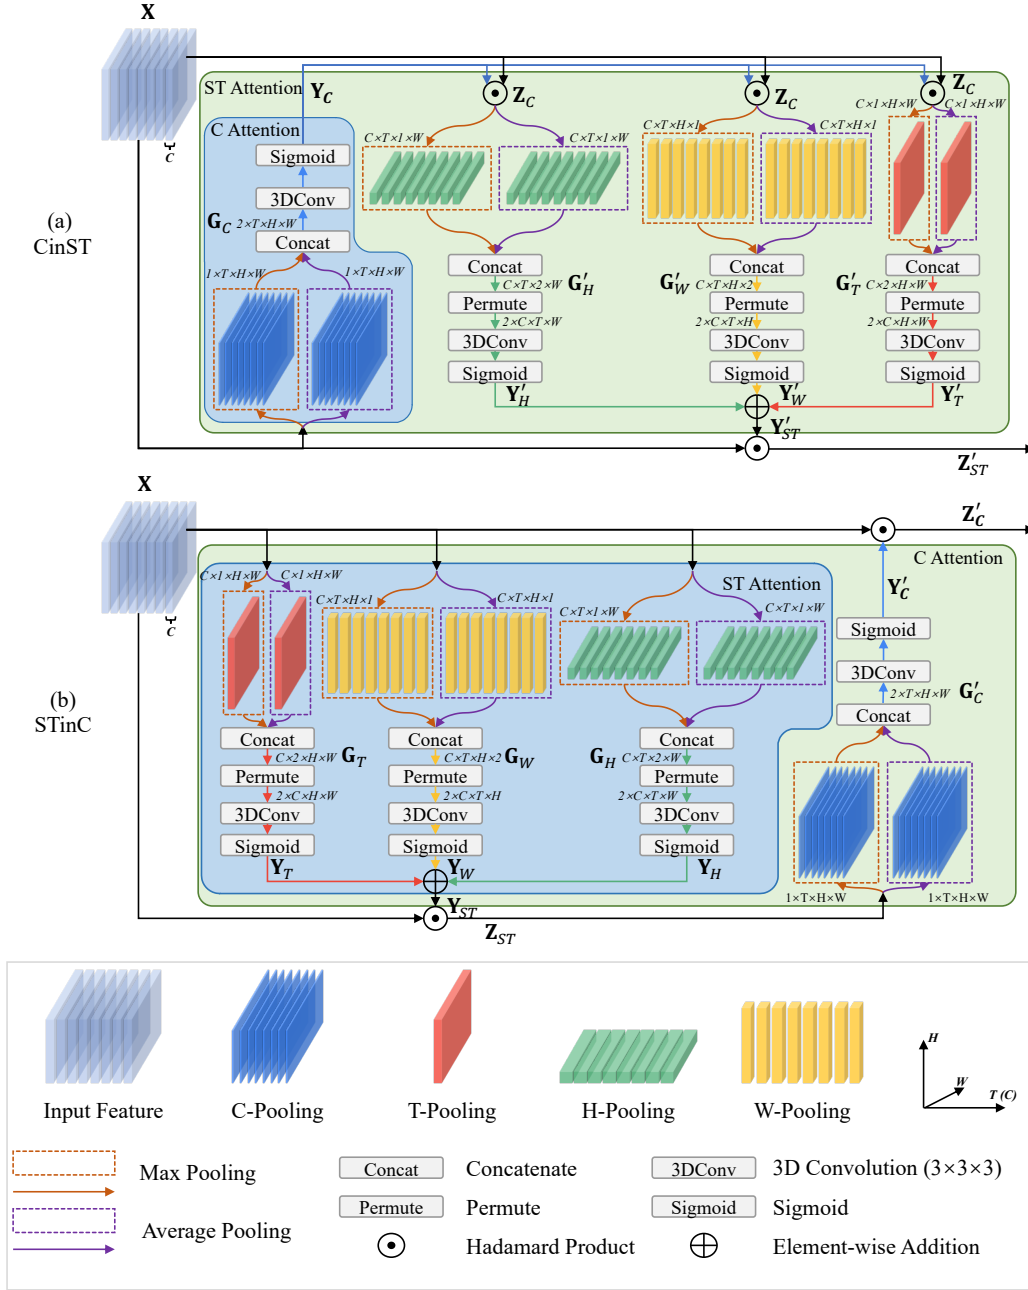 X
C
(a)
CinST
ST Attention
Y_C
C Attention
Sigmoid
3DConv
G_C 2×T×H×W
Concat
1×T×H×W 1×T×H×W
Z_C Z_C Z_C
C×T×1×W C×T×1×W
C×T×H×1 C×T×H×1
C×1×H×W C×1×H×W
Concat Concat Concat
C×T×2×W G′_H G′_W C×T×H×2 G′_T C×2×H×W
Permute Permute Permute
2×C×T×W 2×C×T×H 2×C×H×W
3DConv 3DConv 3DConv
Sigmoid Sigmoid Sigmoid
Y′_H Y′_W Y′_T
Y′_ST
Z′_ST
X
C
(b)
STinC
Z′_C
C Attention
ST Attention
C×1×H×W C×1×H×W
C×T×H×1 C×T×H×1
C×T×1×W C×T×1×W
Concat Concat Concat
C×2×H×W G_T C×T×H×2 G_W G_H C×T×2×W
Permute Permute Permute
2×C×H×W 2×C×T×H 2×C×T×W
3DConv 3DConv 3DConv
Sigmoid Sigmoid Sigmoid
Y_T Y_W Y_H
Y_ST
Z_ST
Y′_C
Sigmoid
3DConv
2×T×H×W G′_C
Concat
1×T×H×W 1×T×H×W
Input Feature C-Pooling T-Pooling H-Pooling W-Pooling
H
W
T (C)
Max Pooling
Average Pooling
Concat Concatenate
Permute Permute
Hadamard Product
3DConv 3D Convolution (3×3×3)
Sigmoid Sigmoid
Element-wise Addition